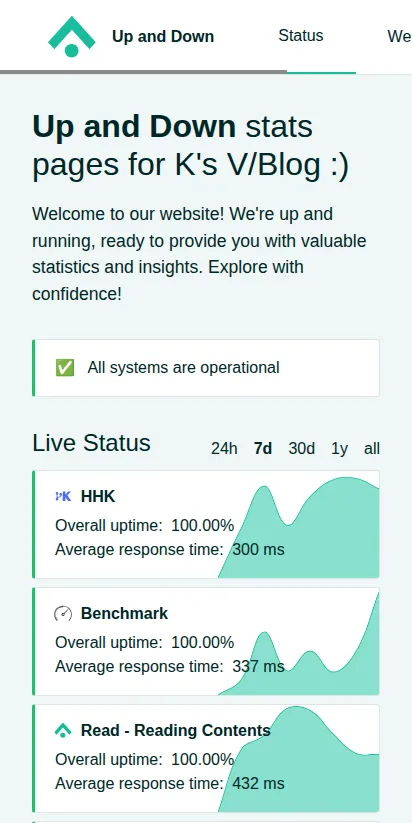 Up and Down Status We
Up and Down stats
pages for K's V/Blog :)
Welcome to our website! We're up and
running, ready to provide you with valuable
statistics and insights. Explore with
confidence!
✅ All systems are operational
Live Status 24h 7d 30d 1y all
HHK
Overall uptime: 100.00%
Average response time: 300 ms
Benchmark
Overall uptime: 100.00%
Average response time: 337 ms
Read - Reading Contents
Overall uptime: 100.00%
Average response time: 432 ms